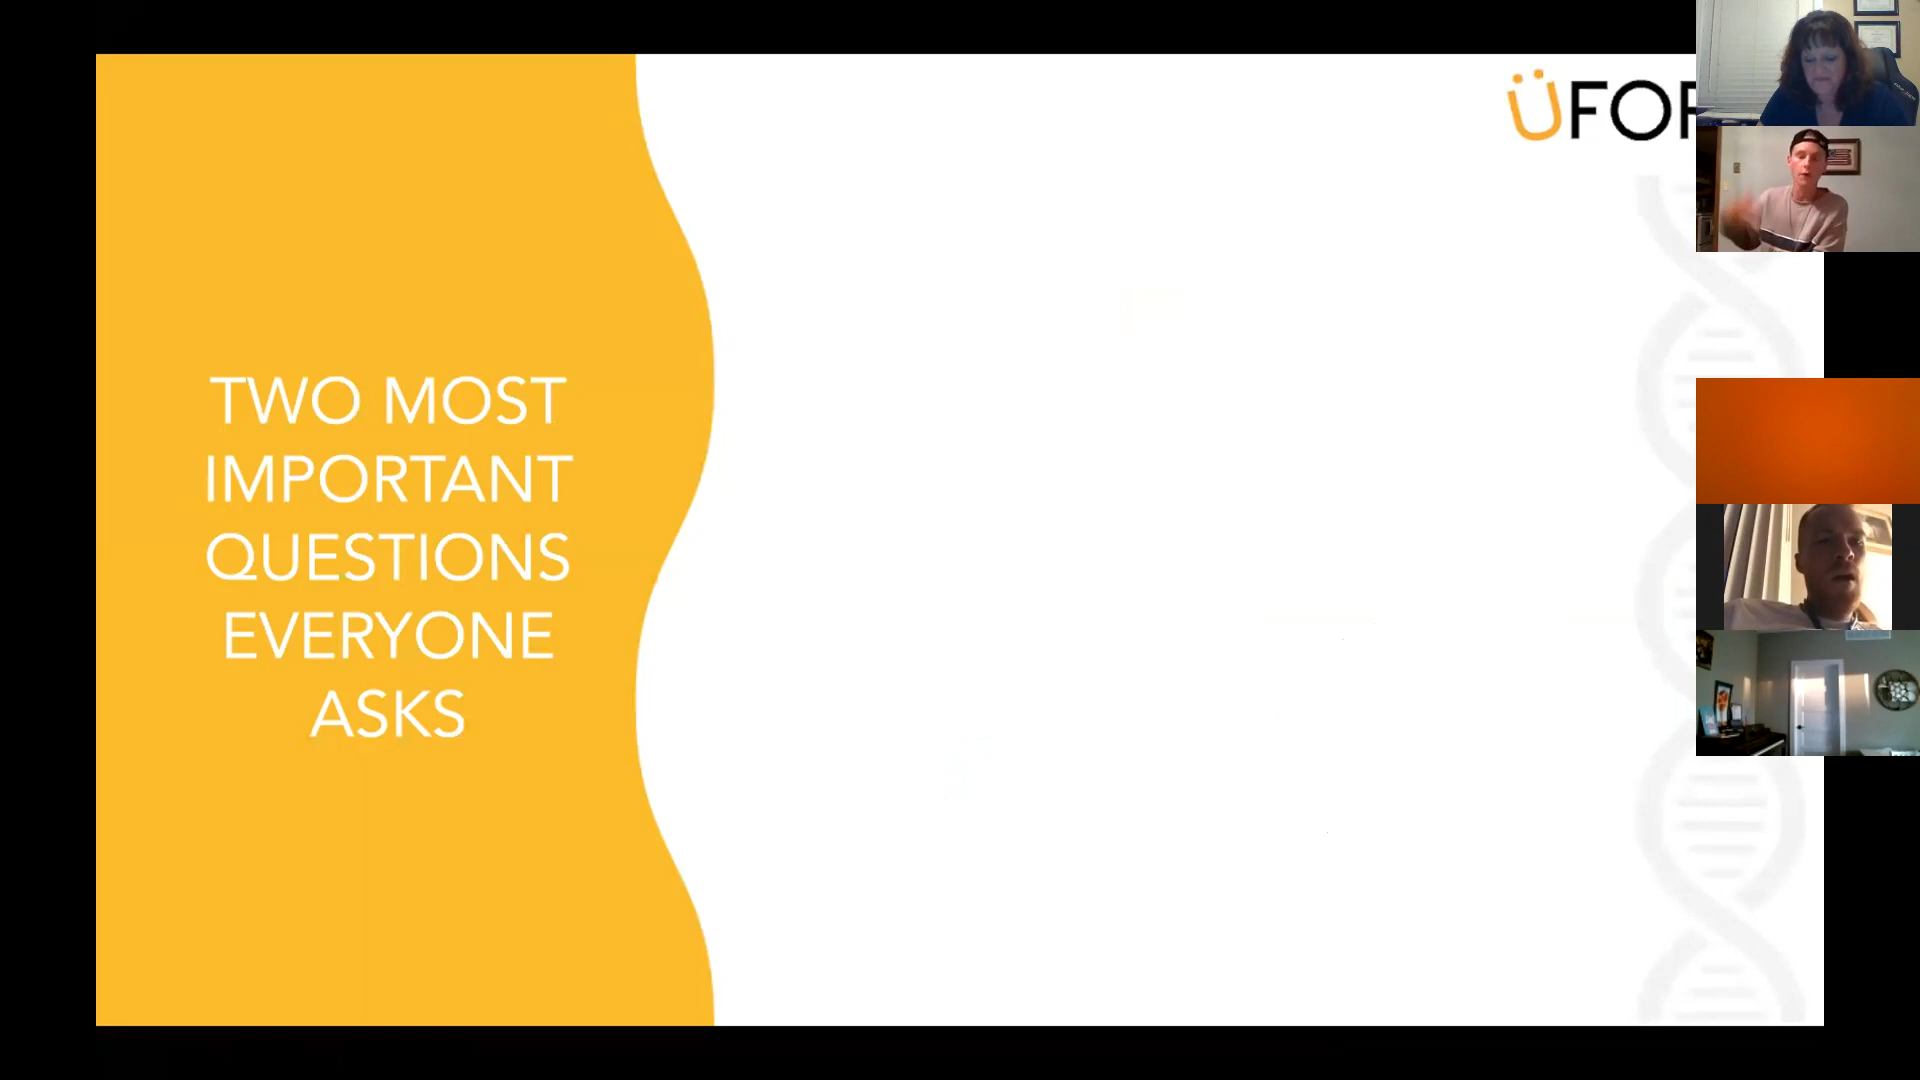 ÜFOR
TWO MOST
IMPORTANT
QUESTIONS
EVERYONE
ASKS